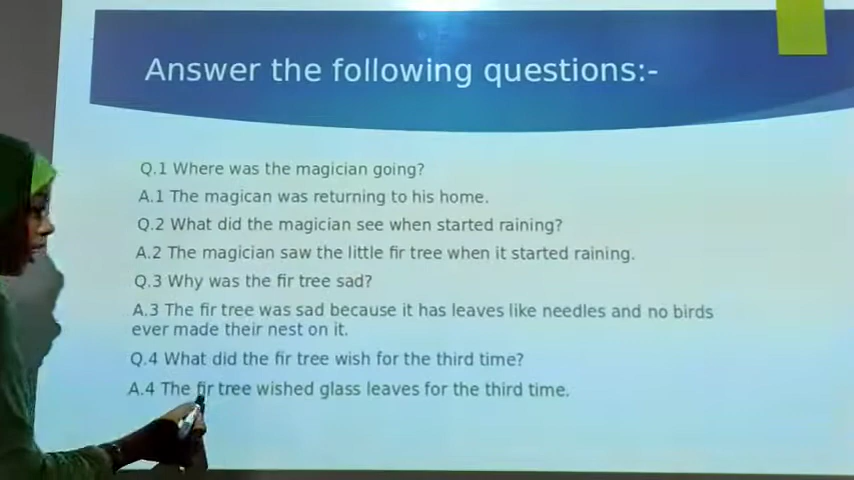 Answer the following questions:-
Q.1 Where was the magician going?
A.1 The magican was returning to his home.
Q.2 What did the magician see when started raining?
A.2 The magician saw the little fir tree when it started raining.
Q.3 Why was the fir tree sad?
A.3 The fir tree was sad because it has leaves like needles and no birds
ever made their nest on it.
Q.4 What did the fir tree wish for the third time?
A.4 The fir tree wished glass leaves for the third time.